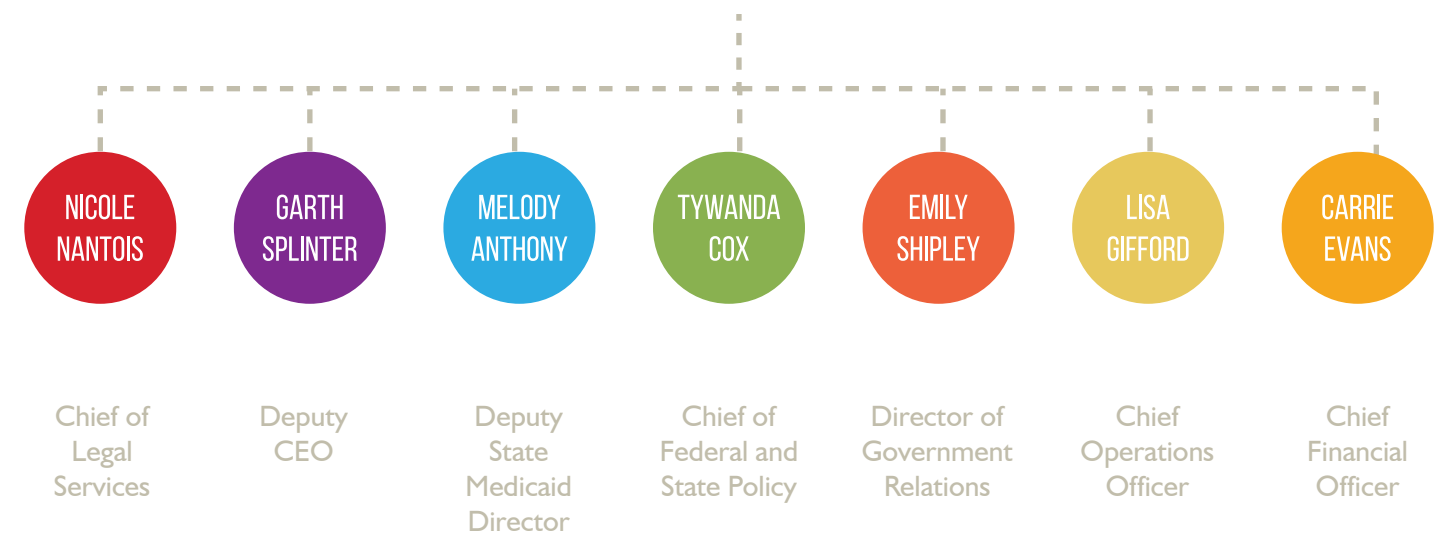 NICOLE
NANTOIS
GARTH
SPLINTER
MELODY
ANTHONY
TYWANDA
COX
EMILY
SHIPLEY
LISA
GIFFORD
CARRIE
EVANS
Chief of
Legal
Services
Deputy
CEO
Deputy
State
Medicaid
Director
Chief of
Federal and
State Policy
Director of
Government
Relations
Chief
Operations
Officer
Chief
Financial
Officer